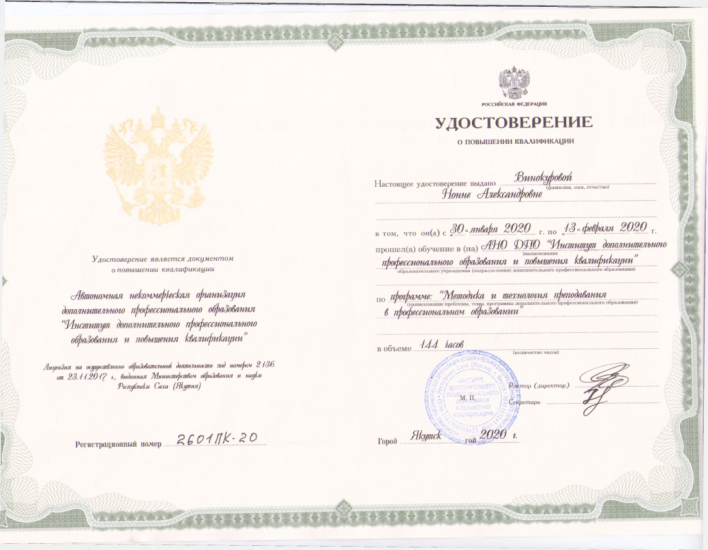 Удостоверение является документом
о повышении квалификации
Автономная некоммерческая организация
дополнительного профессионального образования
"Институт дополнительного профессионального
образования и повышения квалификации"
Лицензия на осуществление образовательной деятельности под номером 2136
от 23.11.2017 г., выданная Министерством образования и науки
Республики Саха (Якутия)
Регистрационный номер 2601ПК-20
РОССИЙСКАЯ ФЕДЕРАЦИЯ
УДОСТОВЕРЕНИЕ
О ПОВЫШЕНИИ КВАЛИФИКАЦИИ
Настоящее удостоверение выдано Винокуровой
(фамилия, имя, отчество)
Нонне Александровне
в том, что он(а) с 30-января 2020 г. по 13-февраля 2020 г.
прошел(а) обучение в (на) АНО ДПО "Институт дополнительного
(наименование)
профессионального образования и повышения квалификации"
образовательного учреждения (подразделения) дополнительного профессионального образования)
по программе: "Методика и технология преподавания
(наименование проблемы, темы, программы дополнительного профессионального образования)
в профессиональном образовании"
в объеме 144 часов
(количество часов)
Ректор (директор)
М. П.
Секретарь
Город Якутск год 2020 г.